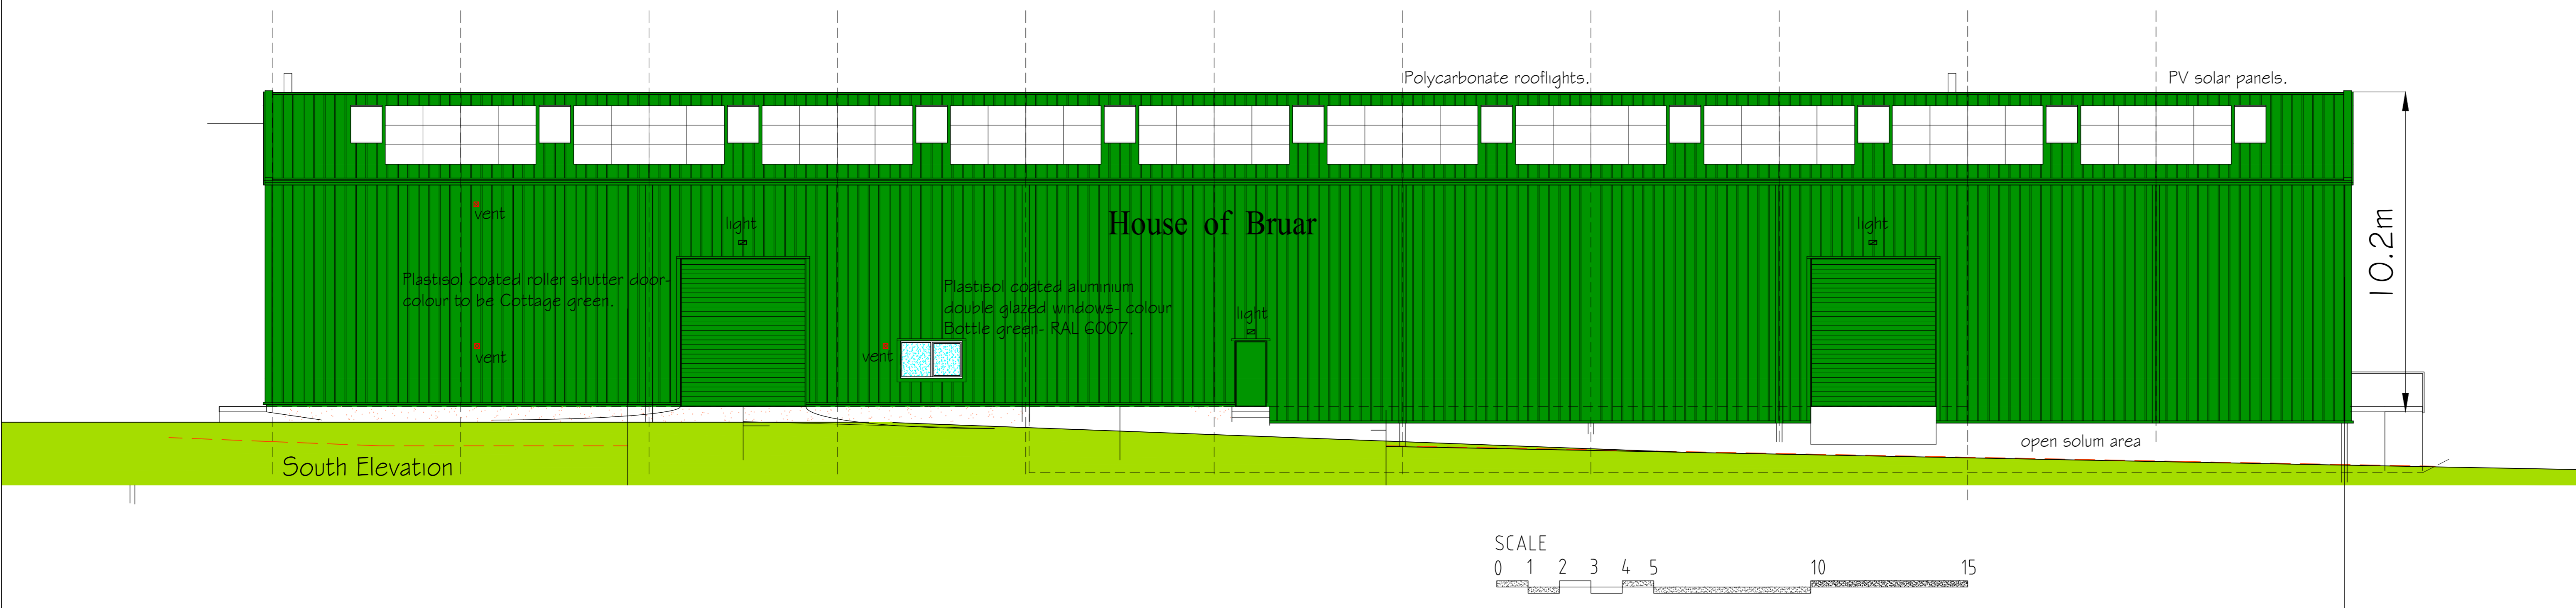 Polycarbonate rooflights.
PV solar panels.
vent
light
House of Bruar
light
10.2m
Plastisol coated roller shutter door-
colour to be Cottage green.
Plastisol coated aluminium
double glazed windows- colour
Bottle green- RAL 6007.
light
vent
vent
open solum area
South Elevation
SCALE
0 1 2 3 4 5 10 15